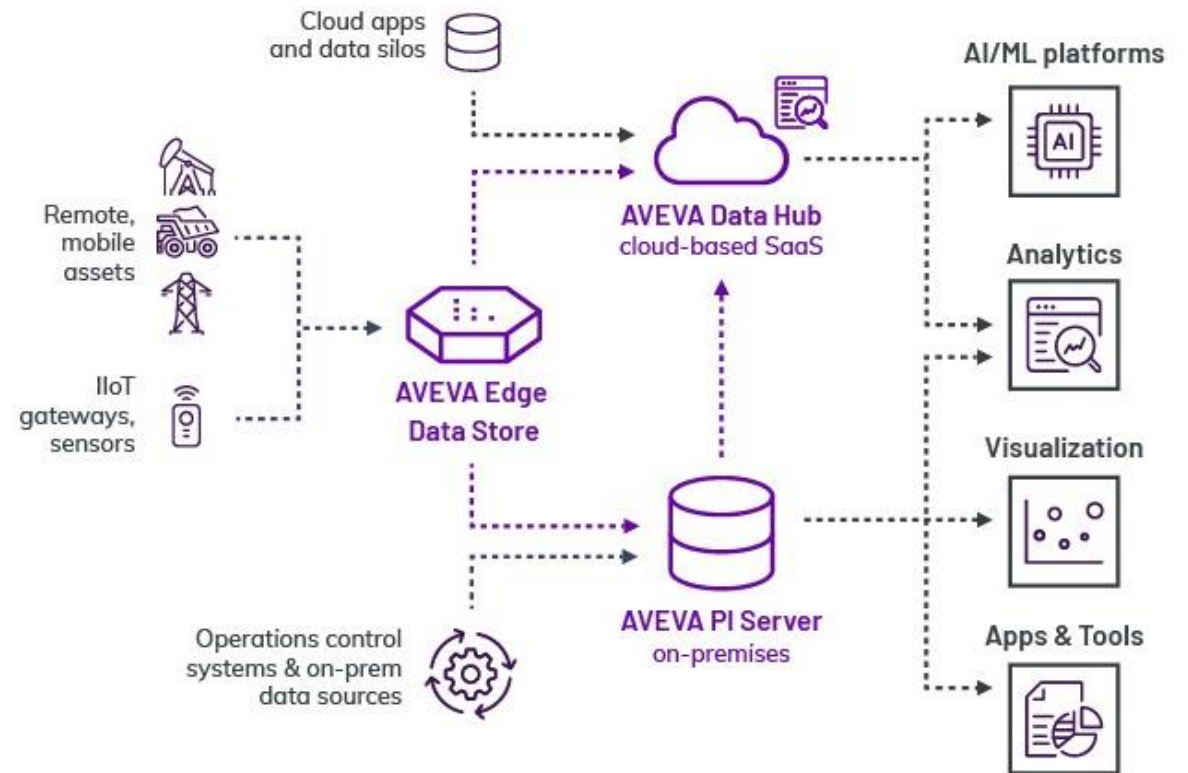 Cloud apps
and data silos
AI/ML platforms
AI
Remote,
mobile
assets
AVEVA Data Hub
cloud-based SaaS
Analytics
IIoT
gateways,
sensors
AVEVA Edge
Data Store
Visualization
AVEVA PI Server
on-premises
Operations control
systems & on-prem
data sources
Apps & Tools